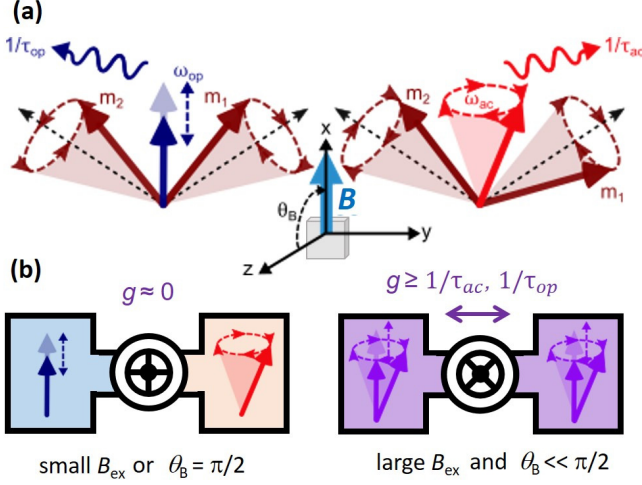 (a)
1/τop
ωop
m2
m1
1/τac
ωac
m2
m1
x
B
θB
y
z
(b)
g ≈ 0
g ≥ 1/τac, 1/τop
small Bex or θB = π/2
large Bex and θB << π/2